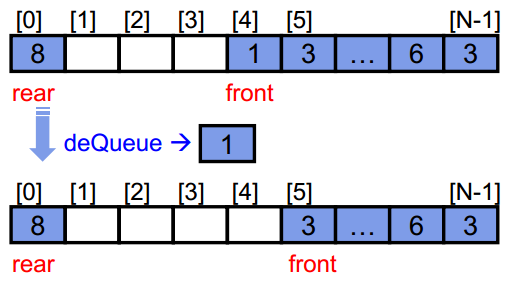 [0] [1] [2] [3] [4] [5] [N-1]
8 1 3 ... 6 3
rear front
deQueue → 1
[0] [1] [2] [3] [4] [5] [N-1]
8 3 ... 6 3
rear front